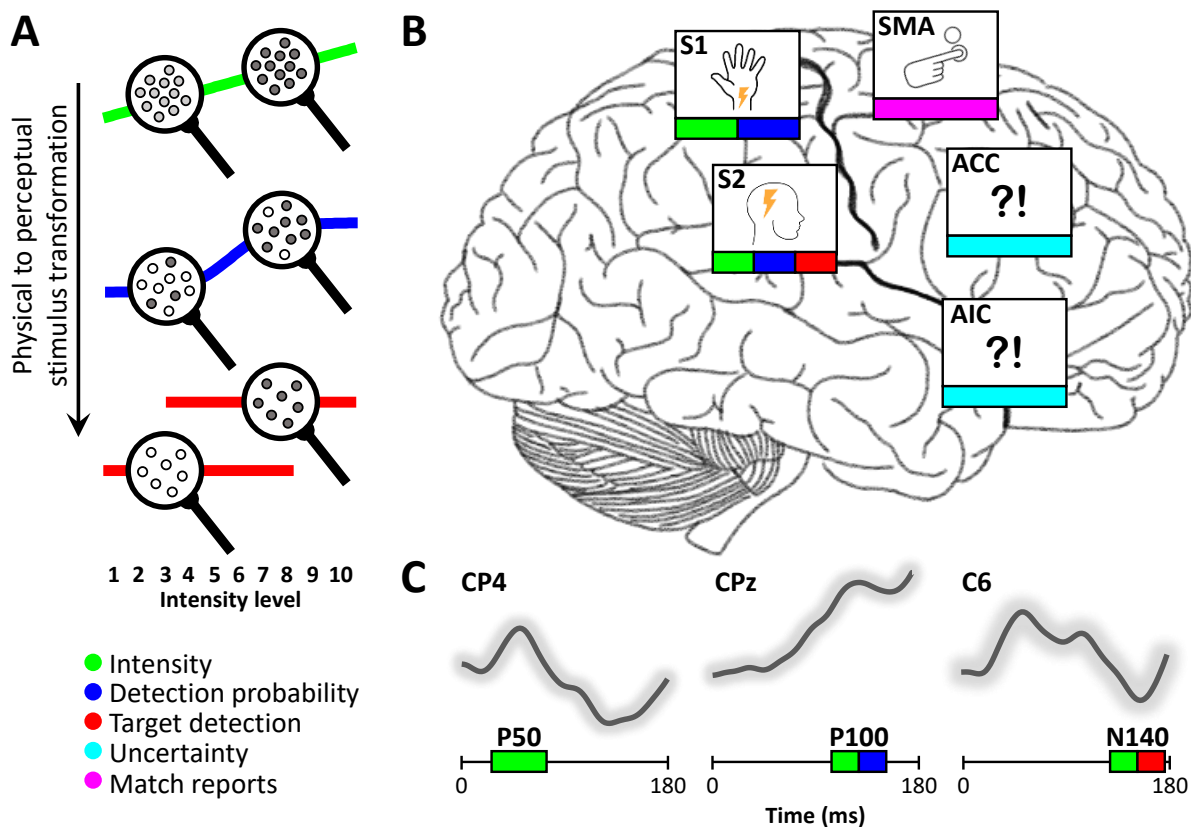 A
Physical to perceptual
stimulus transformation
1 2 3 4 5 6 7 8 9 10
Intensity level
Intensity
Detection probability
Target detection
Uncertainty
Match reports
B
S1
SMA
S2
ACC
?!
AIC
?!
C
CP4
CPz
C6
P50
P100
N140
0
180
0
180
0
180
Time (ms)